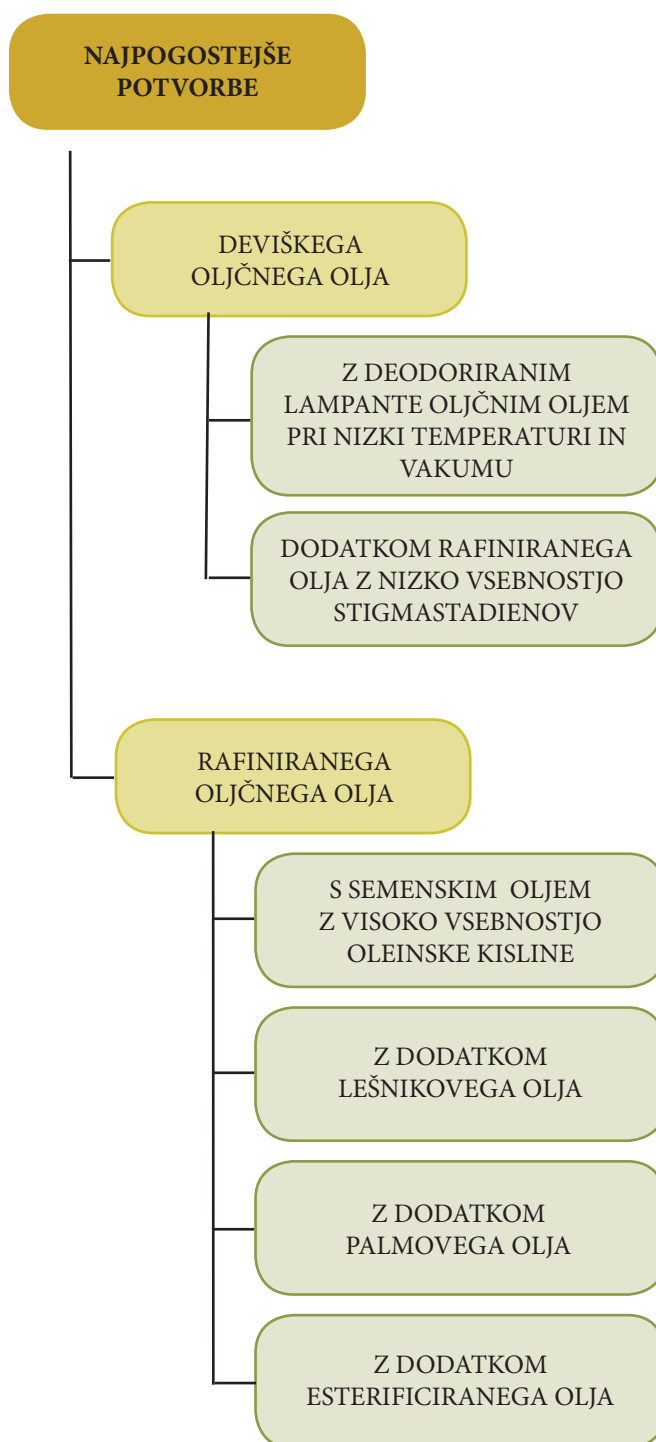 NAJPOGOSTEJŠE
POTVORBE
DEVIŠKEGA
OLJČNEGA OLJA
Z DEODORIRANIM
LAMPANTE OLJČNIM OLJEM
PRI NIZKI TEMPERATURI IN
VAKUMU
DODATKOM RAFINIRANEGA
OLJA Z NIZKO VSEBNOSTJO
STIGMASTADIENOV
RAFINIRANEGA
OLJČNEGA OLJA
S SEMENSKIM OLJEM
Z VISOKO VSEBNOSTJO
OLEINSKE KISLINE
Z DODATKOM
LEŠNIKOVEGA OLJA
Z DODATKOM
PALMOVEGA OLJA
Z DODATKOM
ESTERIFICIRANEGA OLJA